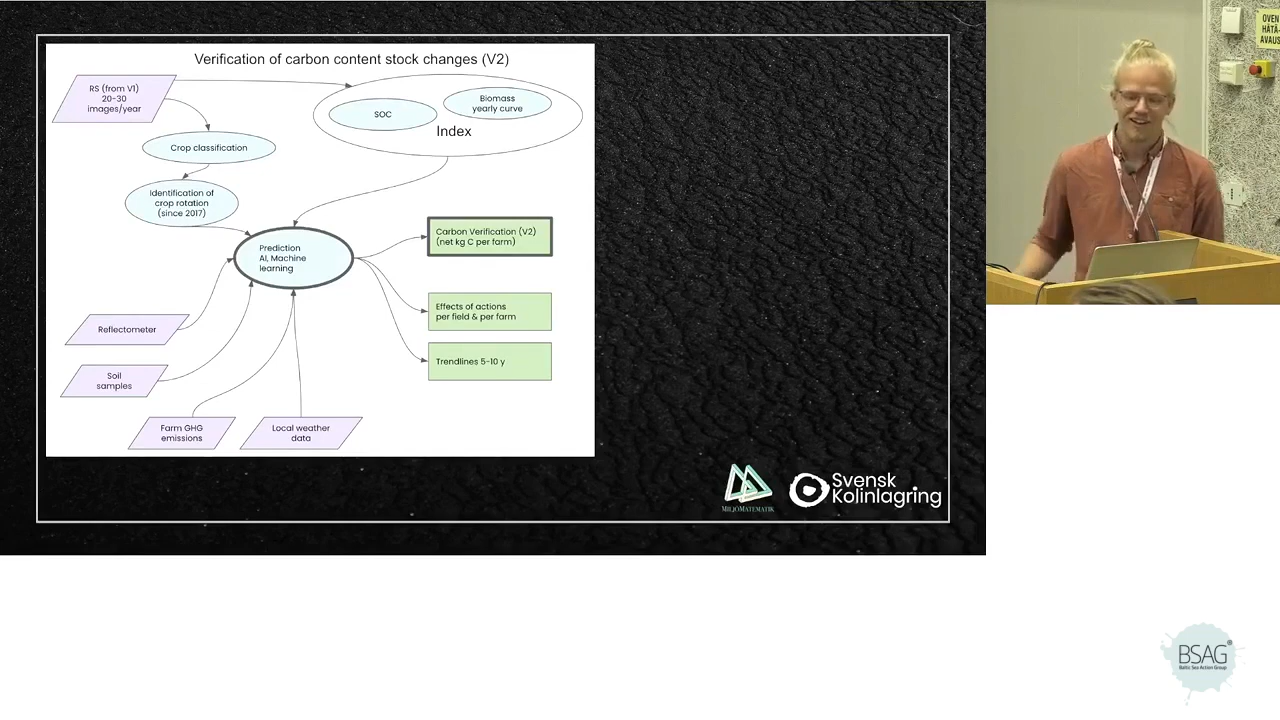 Verification of carbon content stock changes (V2)
RS (from V1)
20-30
images/year
SOC
Biomass
yearly curve
Index
Crop classification
Identification of
crop rotation
(since 2017)
Prediction
AI, Machine
learning
Carbon Verification (V2)
(net kg C per farm)
Effects of actions
per field & per farm
Trendlines 5-10 y
Reflectometer
Soil
samples
Farm GHG
emissions
Local weather
data
MILJÖMATEMATIK
Svensk
Kolinlagring
OVEN
HÄTÄ-
AVAUS
BSAG®
Baltic Sea Action Group